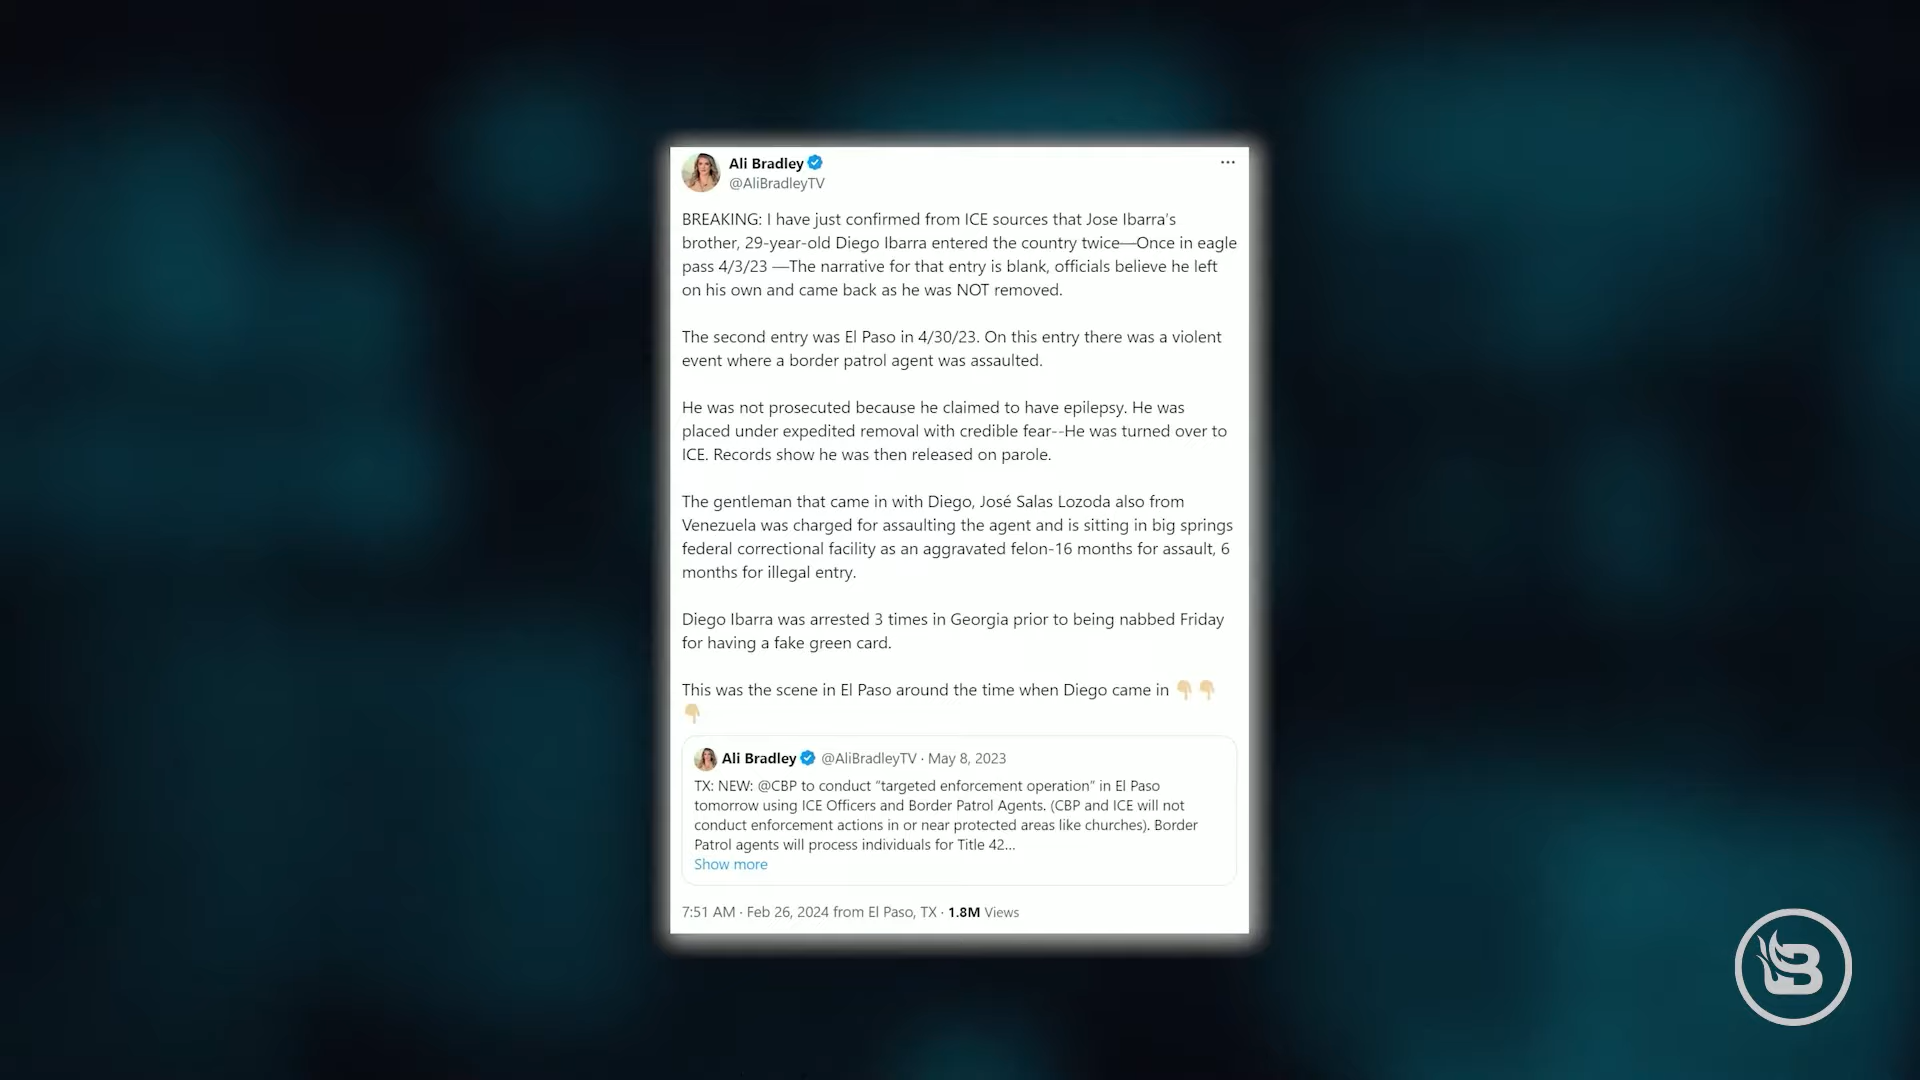 Ali Bradley
@AliBradleyTV
BREAKING: I have just confirmed from ICE sources that Jose Ibarra's
brother, 29-year-old Diego Ibarra entered the country twice—Once in eagle
pass 4/3/23 —The narrative for that entry is blank, officials believe he left
on his own and came back as he was NOT removed.
The second entry was El Paso in 4/30/23. On this entry there was a violent
event where a border patrol agent was assaulted.
He was not prosecuted because he claimed to have epilepsy. He was
placed under expedited removal with credible fear--He was turned over to
ICE. Records show he was then released on parole.
The gentleman that came in with Diego, José Salas Lozoda also from
Venezuela was charged for assaulting the agent and is sitting in big springs
federal correctional facility as an aggravated felon-16 months for assault, 6
months for illegal entry.
Diego Ibarra was arrested 3 times in Georgia prior to being nabbed Friday
for having a fake green card.
This was the scene in El Paso around the time when Diego came in 👇🏼👇🏼
👇🏼
Ali Bradley @AliBradleyTV · May 8, 2023
TX: NEW: @CBP to conduct “targeted enforcement operation” in El Paso
tomorrow using ICE Officers and Border Patrol Agents. (CBP and ICE will not
conduct enforcement actions in or near protected areas like churches). Border
Patrol agents will process individuals for Title 42...
Show more
7:51 AM · Feb 26, 2024 from El Paso, TX · 1.8M Views
B